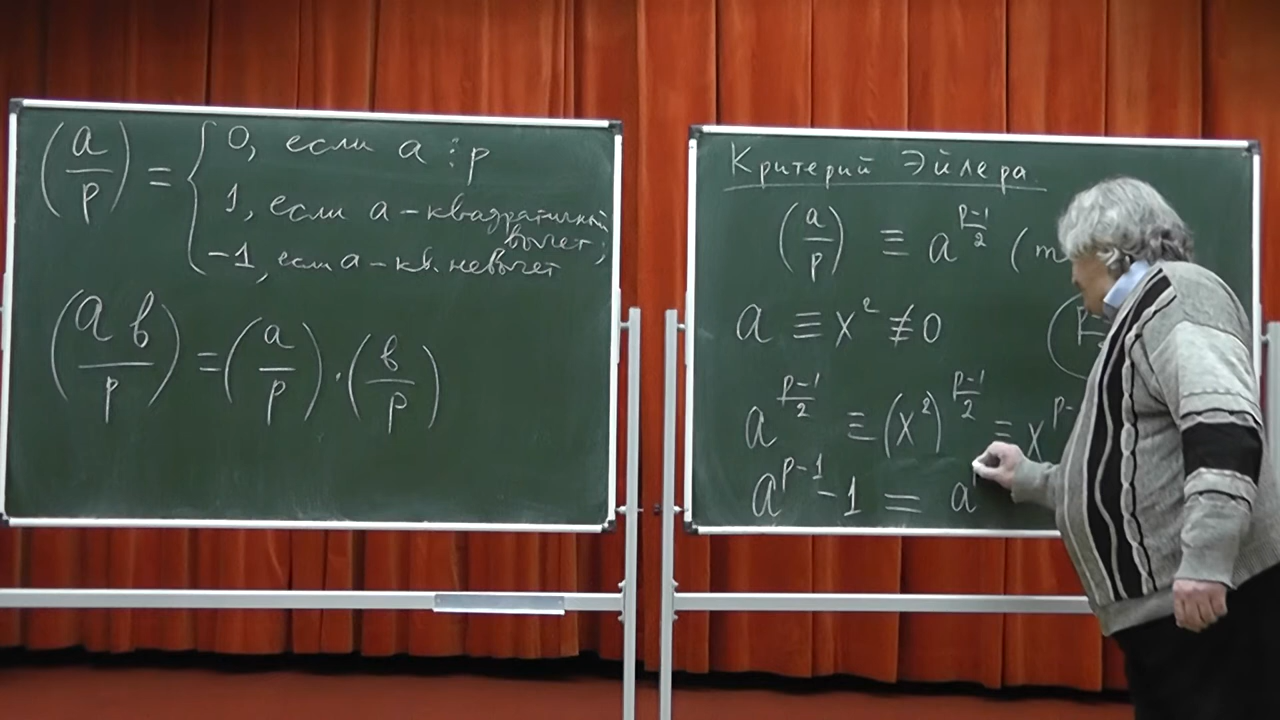 (a/p) = { 0, если a ⋮ p
1, если a – квадратичный
вычет;
-1, если a – кв. невычет
(ab/p) = (a/p) · (b/p)
Критерий Эйлера
(a/p) ≡ a^{(p-1)/2} (m
a ≡ x² ≢ 0
a^{(p-1)/2} ≡ (x²)^{(p-1)/2} = x^{p-
a^{p-1} - 1 = a